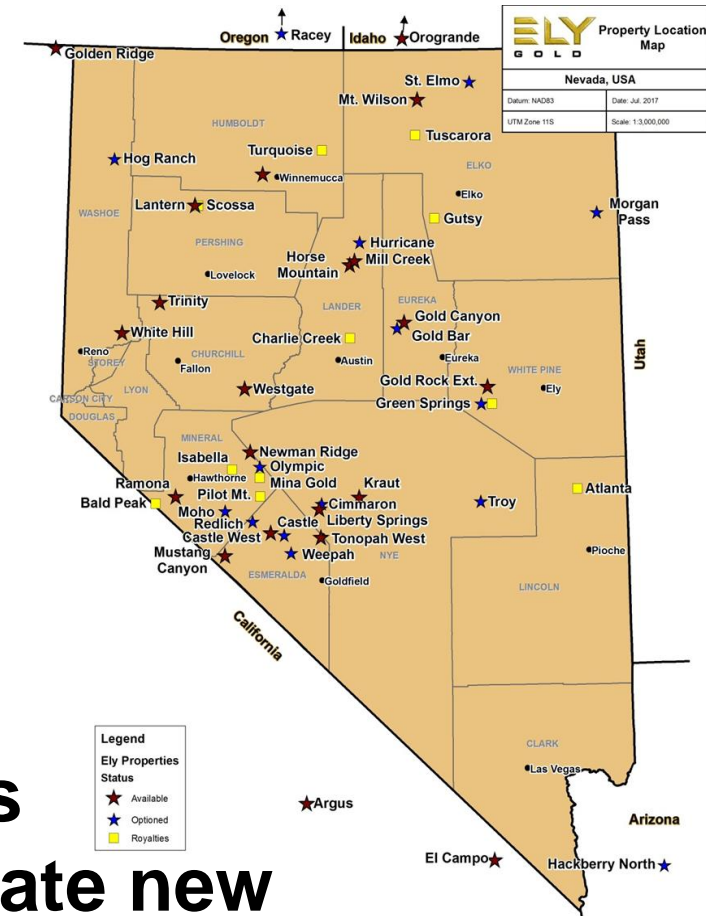 ELY
GOLD
Property Location
Map
Nevada, USA
Datum: NAD83
Date: Jul. 2017
UTM Zone 11S
Scale: 1:3,000,000
Oregon
Racey
Idaho
Orogrande
Golden Ridge
St. Elmo
Mt. Wilson
HUMBOLDT
Tuscarora
Turquoise
Hog Ranch
ELKO
Winnemucca
Elko
Lantern
Scossa
Morgan
Pass
WASHOE
Gutsy
PERSHING
Hurricane
Horse
Mountain
Mill Creek
Lovelock
Trinity
LANDER
EUREKA
Gold Canyon
White Hill
Gold Bar
Charlie Creek
Utah
Reno
STOREY
CHURCHILL
Fallon
Austin
Eureka
WHITE PINE
LYON
Westgate
Gold Rock Ext.
Ely
CARSON CITY
Green Springs
DOUGLAS
MINERAL
Newman Ridge
Isabella
Olympic
Hawthorne
Mina Gold
Ramona
Kraut
Atlanta
Bald Peak
Pilot Mt.
Cimmaron
Troy
Moho
Liberty Springs
Redlich
Castle
Castle West
Tonopah West
Mustang
Canyon
Weepah
NYE
Pioche
ESMERALDA
Goldfield
LINCOLN
California
Legend
Ely Properties
Status
Available
Optioned
Royalties
CLARK
Las Vegas
Argus
Arizona
El Campo
Hackberry North
s
ate new